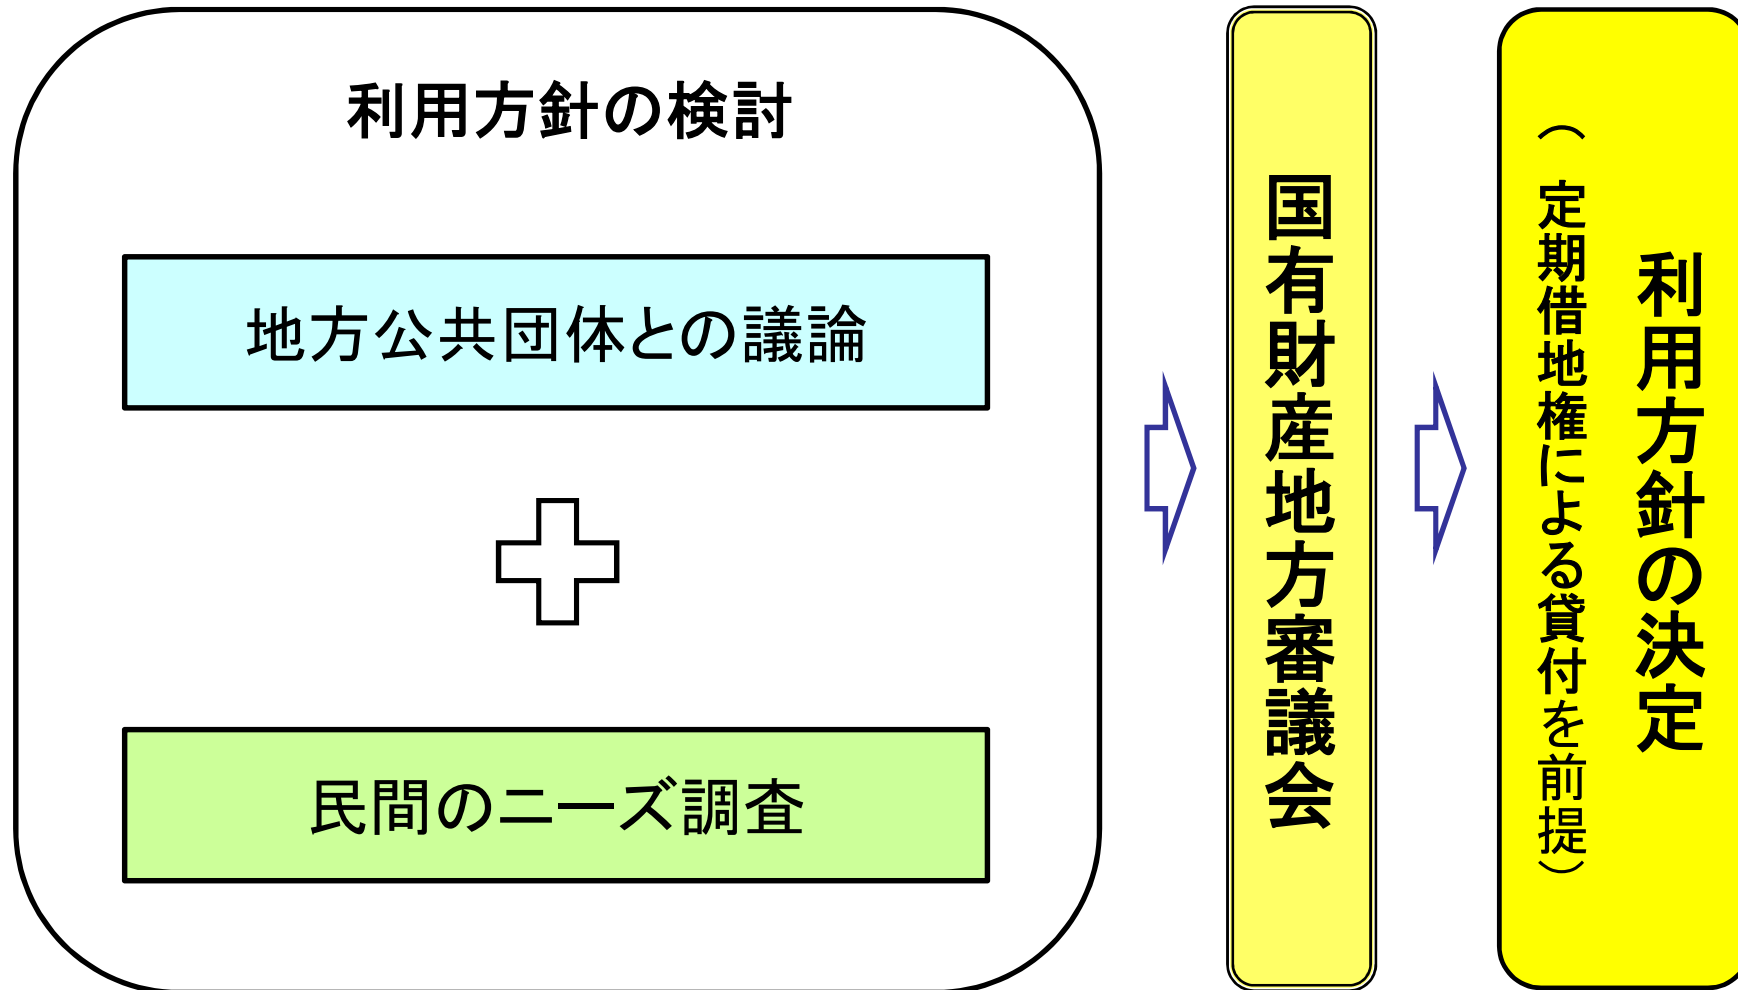 利用方針の検討
地方公共団体との議論
民間のニーズ調査
国有財産地方審議会
利用方針の決定
（定期借地権による貸付を前提）